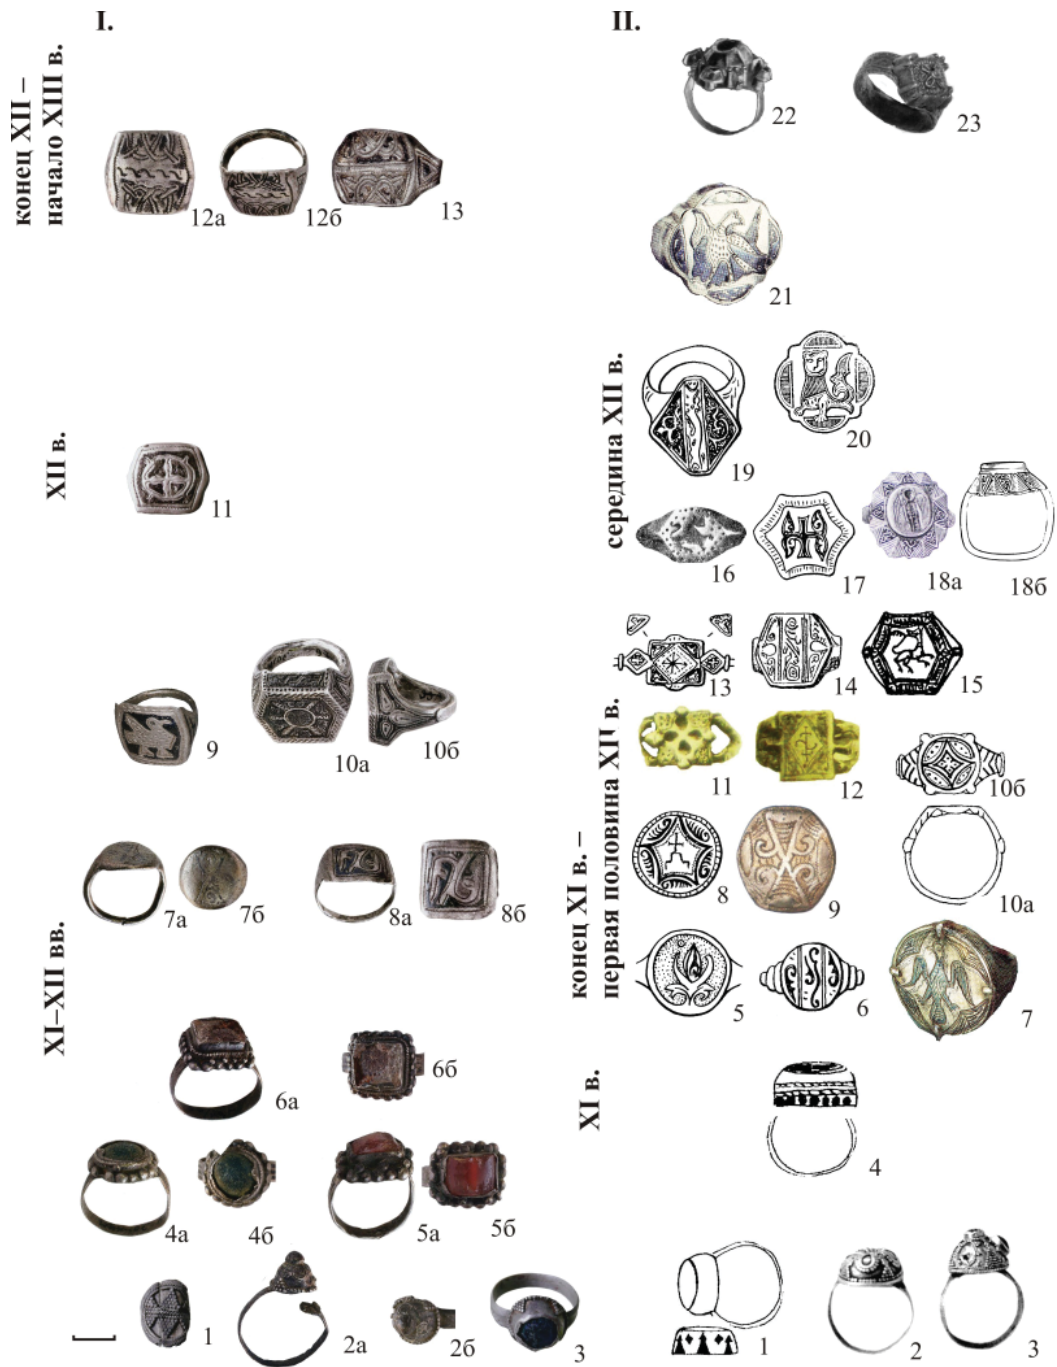 I.
II.
конец XII –
начало XIII в.
12а
12б
13
22
23
21
XII в.
11
середина XII в.
19
20
16
17
18а
18б
9
10а
10б
конец XI в. –
первая половина XII в.
13
14
15
11
12
10б
8
9
10а
5
6
7
XI–XII вв.
7а
7б
8а
8б
6а
6б
4а
4б
5а
5б
1
2а
2б
3
XI в.
4
1
2
3